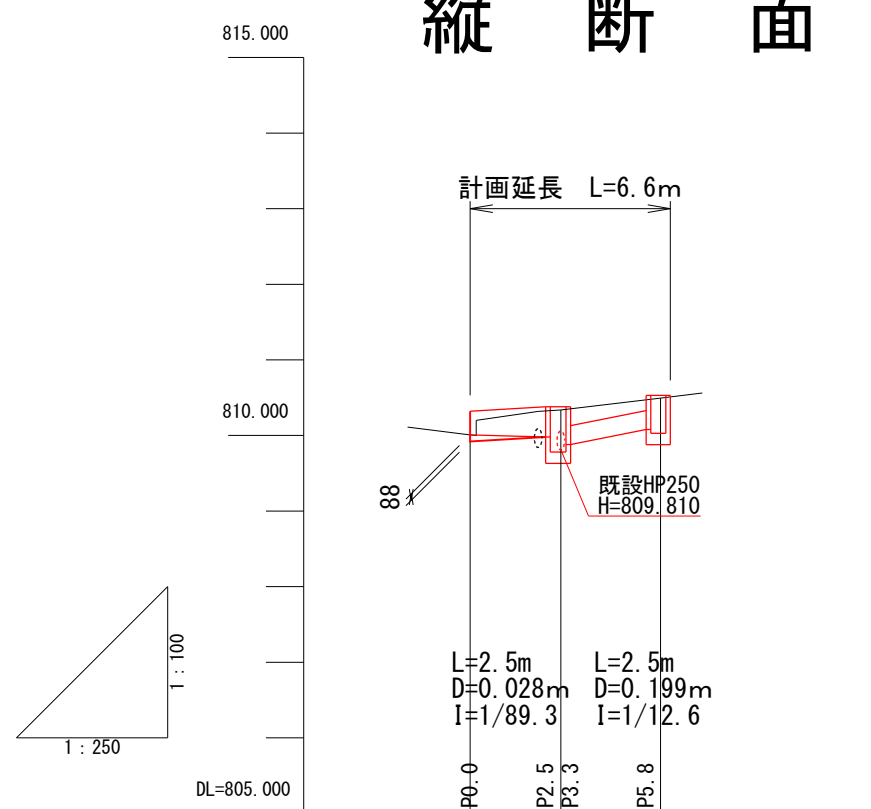 縦断面
815.000
計画延長 L=6.6m
810.000
88
既設HP250
H=809.810
1:100
1:250
L=2.5m
D=0.028m
I=1/89.3
L=2.5m
D=0.199m
I=1/12.6
DL=805.000
P0.0
P2.5
P3.3
P5.8